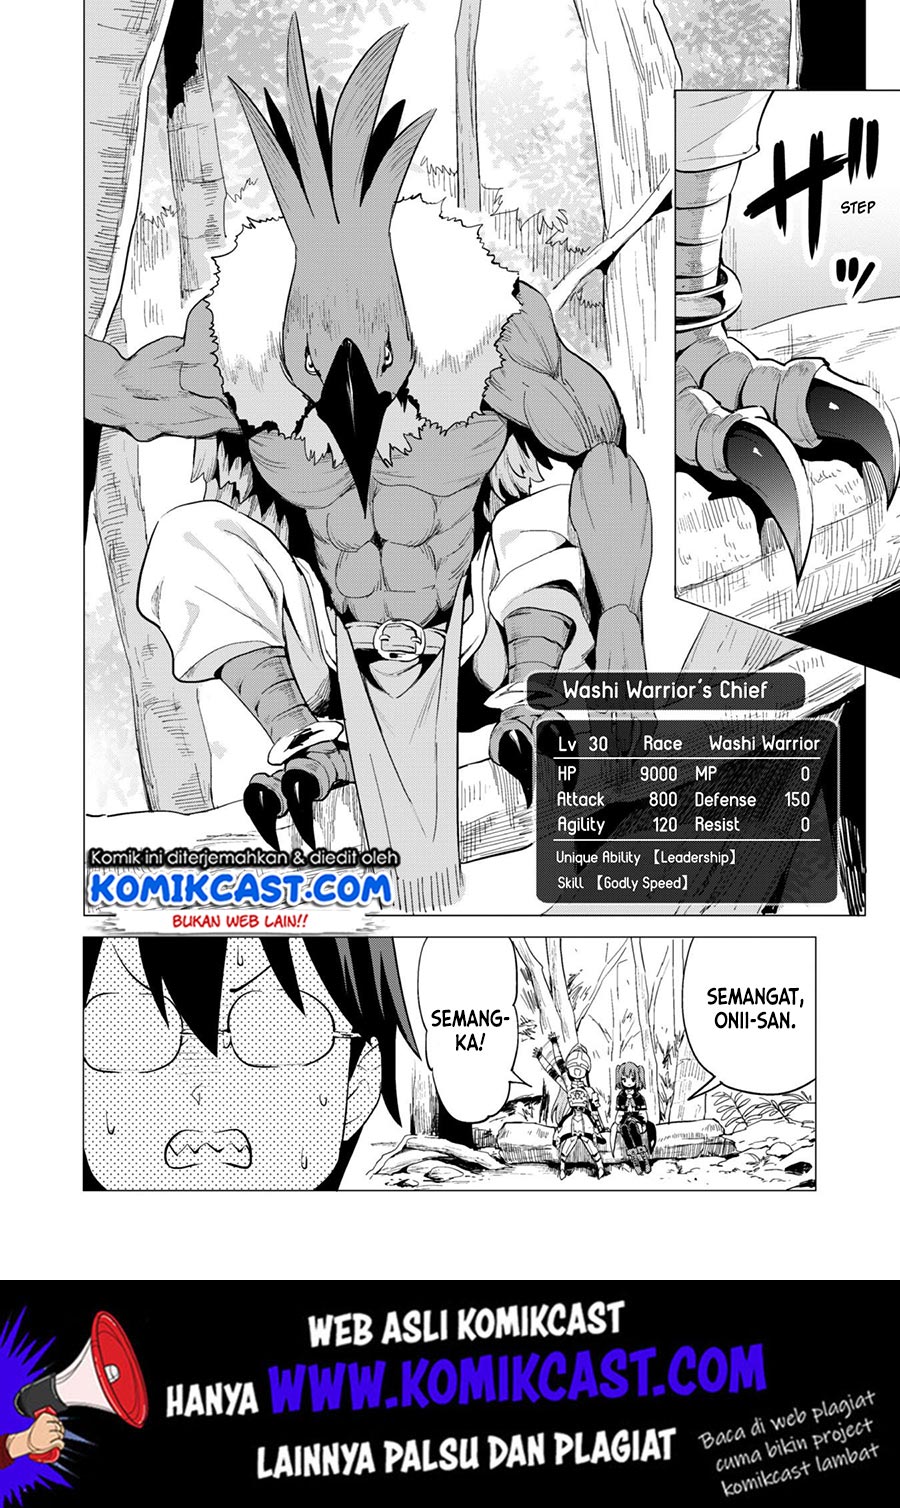 ザッ
STEP
Washi Warrior's Chief
Lv 30 Race Washi Warrior
HP 9000 MP 0
Attack 800 Defense 150
Agility 120 Resist 0
Unique Ability 【Leadership】
Skill 【Godly Speed】
Komik ini diterjemahkan & diedit oleh
KOMIKCAST.COM
BUKAN WEB LAIN!!
SEMANGAT,
ONII-SAN.
SEMANG-
KA!
WEB ASLI KOMIKCAST
HANYA WWW.KOMIKCAST.COM
LAINNYA PALSU DAN PLAGIAT
Baca di web plagiat
cuma bikin project
komikcast lambat